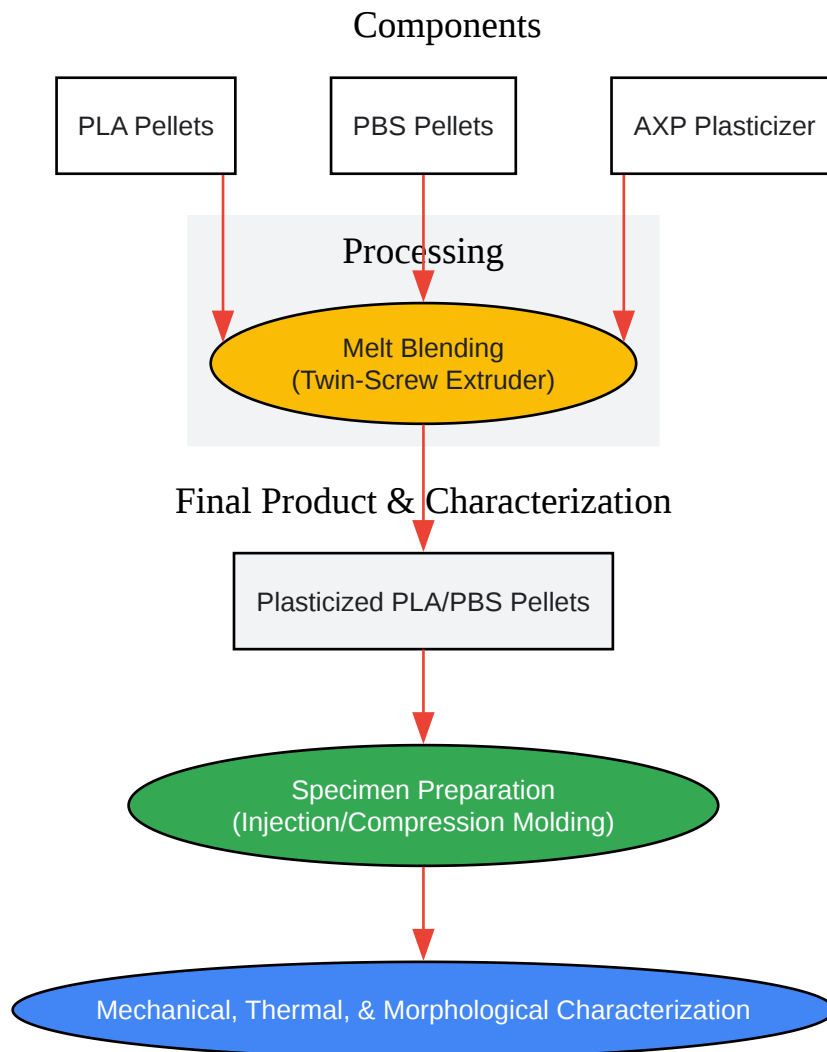 Components
PLA Pellets
PBS Pellets
AXP Plasticizer
Processing
Melt Blending
(Twin-Screw Extruder)
Final Product & Characterization
Plasticized PLA/PBS Pellets
Specimen Preparation
(Injection/Compression Molding)
Mechanical, Thermal, & Morphological Characterization